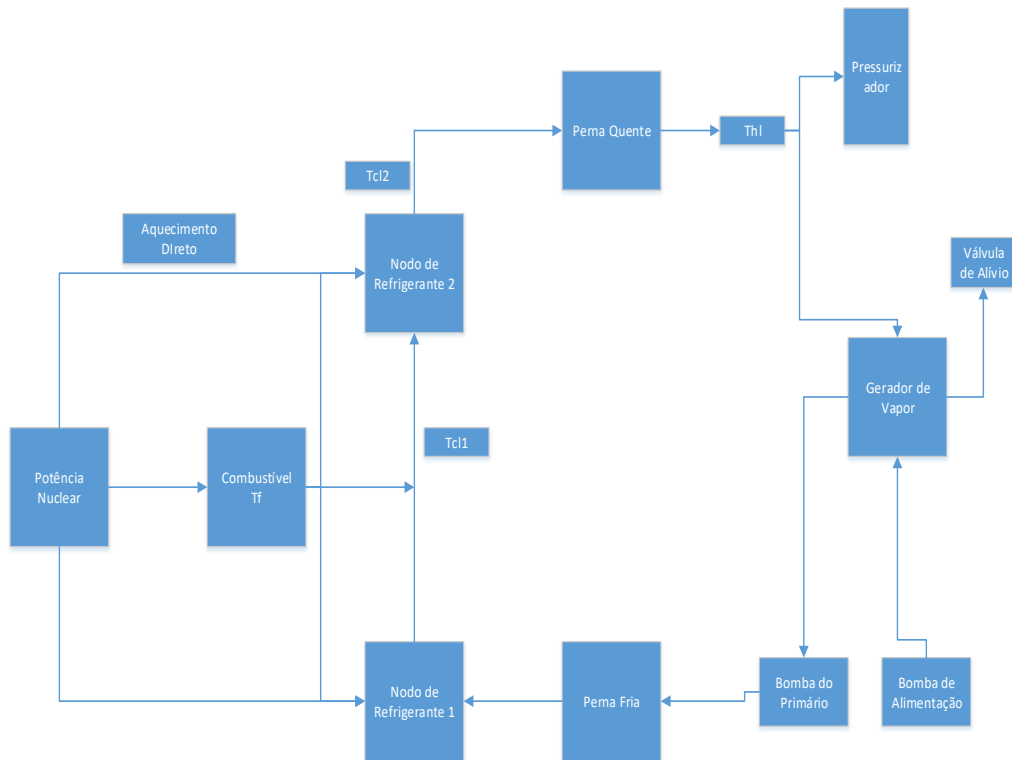 Pressuriz
ador
Perna Quente
Thl
Tcl2
Aquecimento
DIreto
Nodo de
Refrigerante 2
Válvula
de Alívio
Gerador de
Vapor
Tcl1
Potência
Nuclear
Combustível
Tf
Nodo de
Refrigerante 1
Perna Fria
Bomba do
Primário
Bomba de
Alimentação